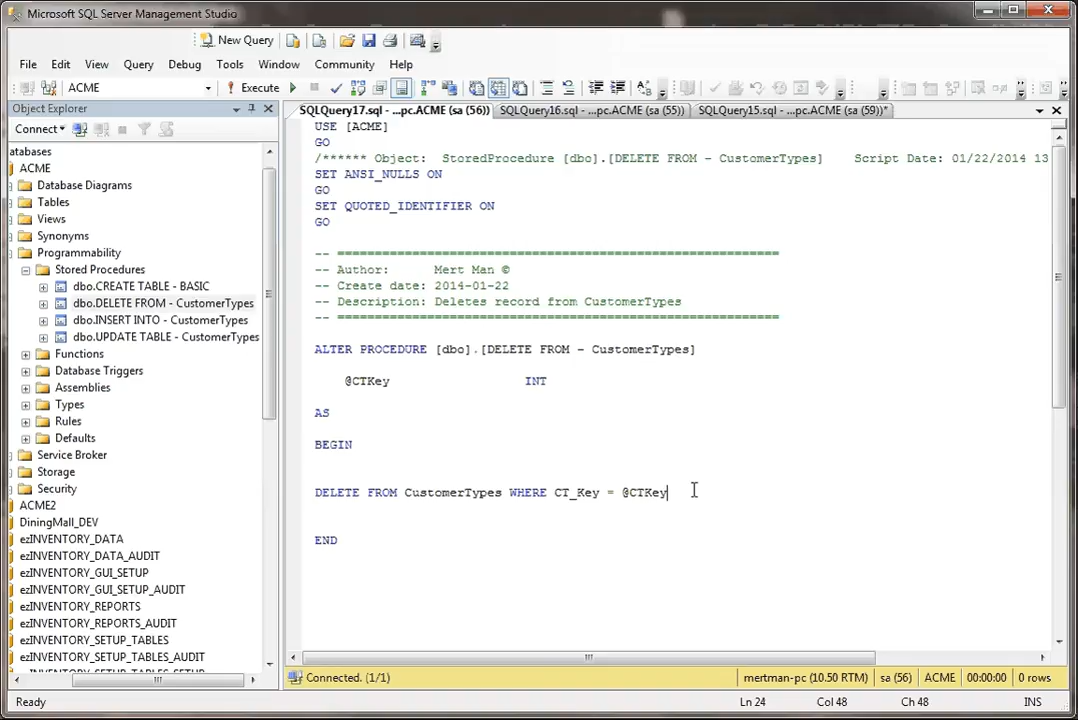 Microsoft SQL Server Management Studio
New Query
File Edit View Query Debug Tools Window Community Help
ACME Execute
Object Explorer
SQLQuery17.sql - ...pc.ACME (sa (56)) SQLQuery16.sql - ...pc.ACME (sa (55)) SQLQuery15.sql - ...pc.ACME (sa (59))*
Connect
atabases
ACME
Database Diagrams
Tables
Views
Synonyms
Programmability
Stored Procedures
dbo.CREATE TABLE - BASIC
dbo.DELETE FROM - CustomerTypes
dbo.INSERT INTO - CustomerTypes
dbo.UPDATE TABLE - CustomerTypes
Functions
Database Triggers
Assemblies
Types
Rules
Defaults
Service Broker
Storage
Security
ACME2
DiningMall_DEV
ezINVENTORY_DATA
ezINVENTORY_DATA_AUDIT
ezINVENTORY_GUI_SETUP
ezINVENTORY_GUI_SETUP_AUDIT
ezINVENTORY_REPORTS
ezINVENTORY_REPORTS_AUDIT
ezINVENTORY_SETUP_TABLES
ezINVENTORY_SETUP_TABLES_AUDIT
USE [ACME]
GO
/****** Object:  StoredProcedure [dbo].[DELETE FROM - CustomerTypes]    Script Date: 01/22/2014 13
SET ANSI_NULLS ON
GO
SET QUOTED_IDENTIFIER ON
GO
-- ===========================================================
-- Author:      Mert Man ©
-- Create date: 2014-01-22
-- Description: Deletes record from CustomerTypes
-- ===========================================================
ALTER PROCEDURE [dbo].[DELETE FROM - CustomerTypes]
@CTKey                  INT
AS
BEGIN
DELETE FROM CustomerTypes WHERE CT_Key = @CTKey
END
Connected. (1/1) mertman-pc (10.50 RTM) sa (56) ACME 00:00:00 0 rows
Ready Ln 24 Col 48 Ch 48 INS